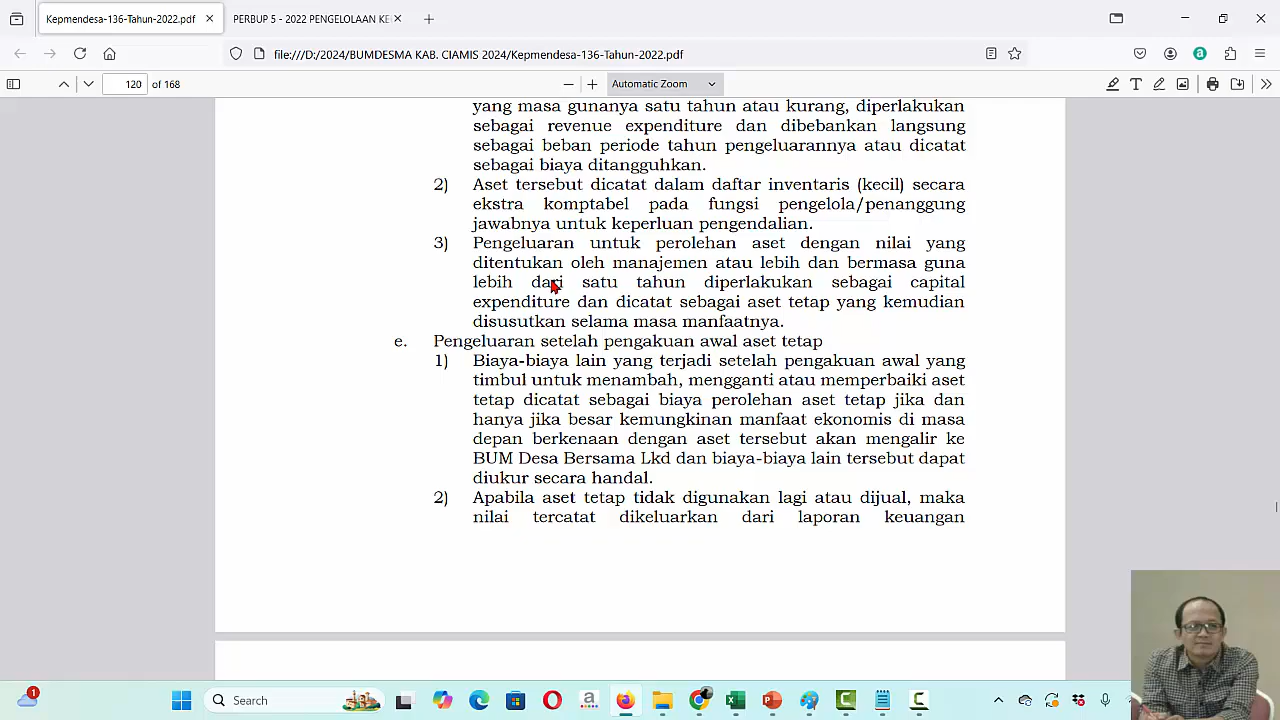 Kepmendesa-136-Tahun-2022.pdf
PERBUP 5 - 2022 PENGELOLAAN KE
file:///D:/2024/BUMDESMA KAB. CIAMIS 2024/Kepmendesa-136-Tahun-2022.pdf
120 of 168
Automatic Zoom
yang masa gunanya satu tahun atau kurang, diperlakukan
sebagai revenue expenditure dan dibebankan langsung
sebagai beban periode tahun pengeluarannya atau dicatat
sebagai biaya ditangguhkan.
2) Aset tersebut dicatat dalam daftar inventaris (kecil) secara
ekstra komptabel pada fungsi pengelola/penanggung
jawabnya untuk keperluan pengendalian.
3) Pengeluaran untuk perolehan aset dengan nilai yang
ditentukan oleh manajemen atau lebih dan bermasa guna
lebih dari satu tahun diperlakukan sebagai capital
expenditure dan dicatat sebagai aset tetap yang kemudian
disusutkan selama masa manfaatnya.
e. Pengeluaran setelah pengakuan awal aset tetap
1) Biaya-biaya lain yang terjadi setelah pengakuan awal yang
timbul untuk menambah, mengganti atau memperbaiki aset
tetap dicatat sebagai biaya perolehan aset tetap jika dan
hanya jika besar kemungkinan manfaat ekonomis di masa
depan berkenaan dengan aset tersebut akan mengalir ke
BUM Desa Bersama Lkd dan biaya-biaya lain tersebut dapat
diukur secara handal.
2) Apabila aset tetap tidak digunakan lagi atau dijual, maka
nilai tercatat dikeluarkan dari laporan keuangan
1
Search